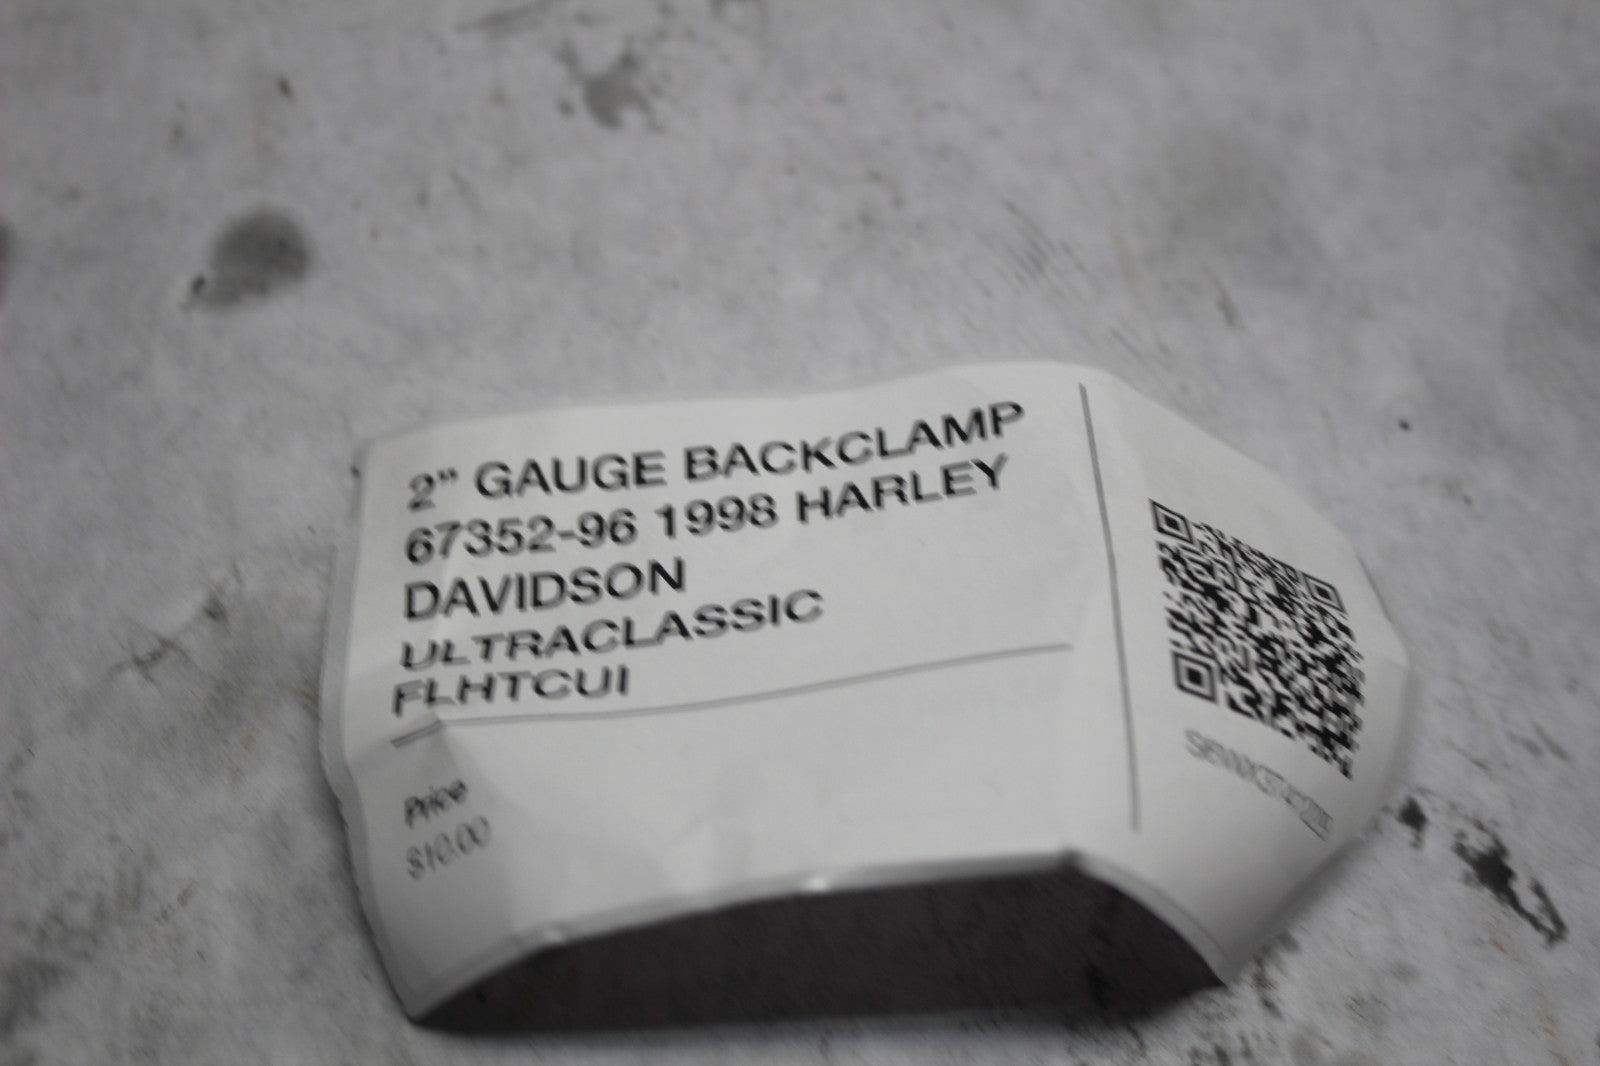 2" GAUGE BACKCLAMP
67352-96 1998 HARLEY
DAVIDSON
ULTRACLASSIC
FLHTCUI
Price
$10.00